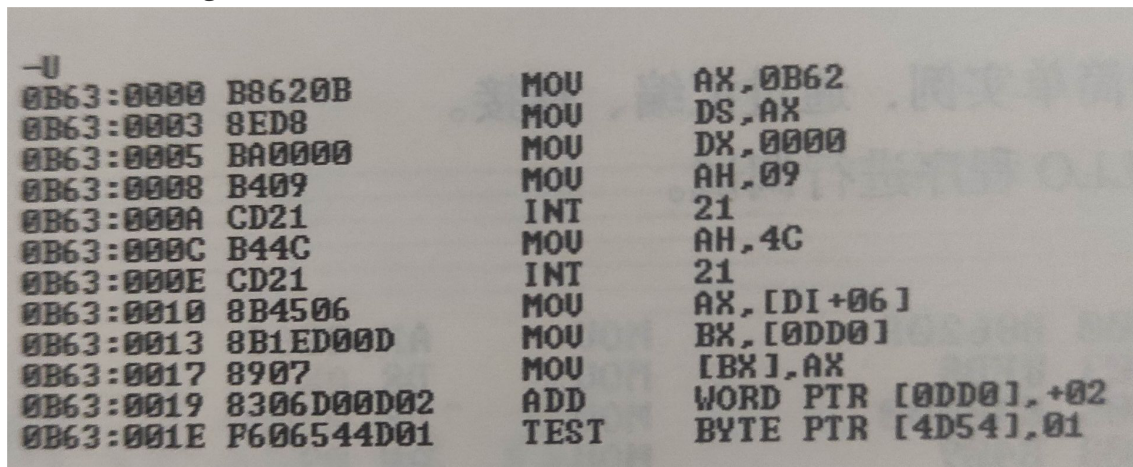 -U
0B63:0000 B8620B MOV AX,0B62
0B63:0003 8ED8 MOV DS,AX
0B63:0005 BA0000 MOV DX,0000
0B63:0008 B409 MOV AH,09
0B63:000A CD21 INT 21
0B63:000C B44C MOV AH,4C
0B63:000E CD21 INT 21
0B63:0010 8B4506 MOV AX,[DI+06]
0B63:0013 8B1ED00D MOV BX,[0DD0]
0B63:0017 8907 MOV [BX],AX
0B63:0019 8306D00D02 ADD WORD PTR [0DD0],+02
0B63:001E F606544D01 TEST BYTE PTR [4D54],01